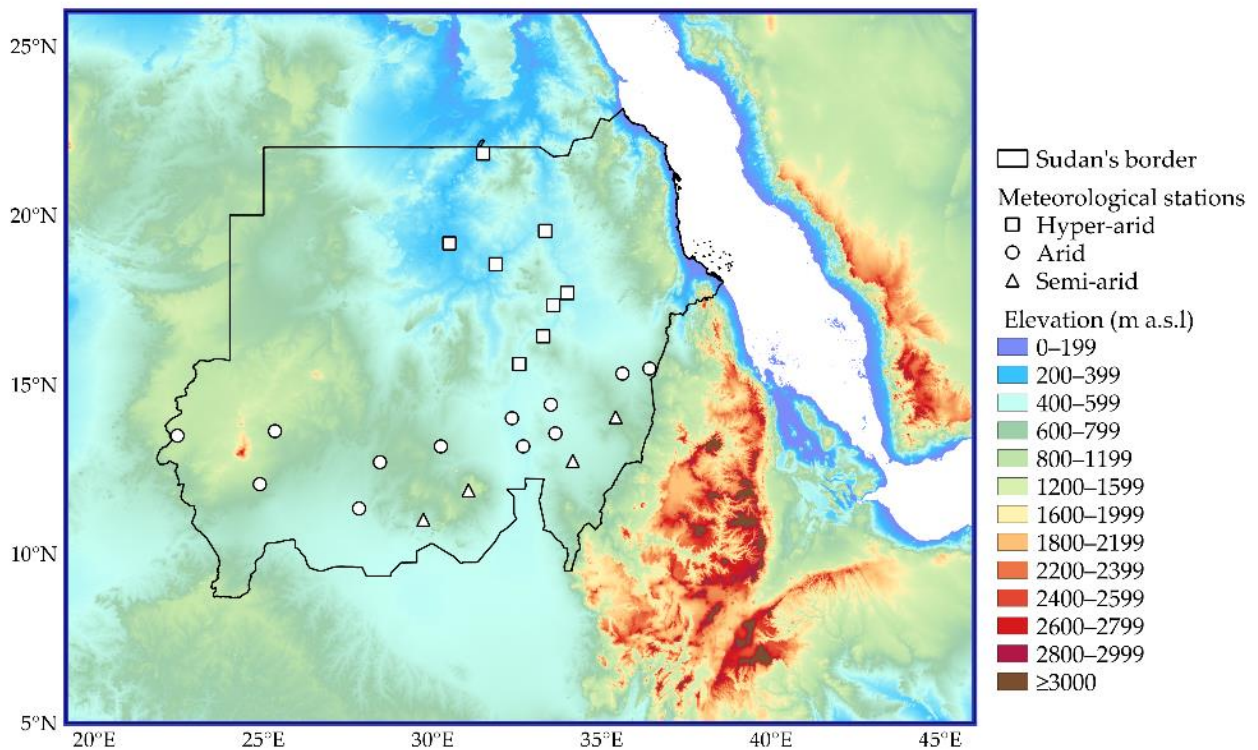 25°N
20°N
15°N
10°N
5°N
20°E
25°E
30°E
35°E
40°E
45°E
Sudan's border
Meteorological stations
Hyper-arid
Arid
Semi-arid
Elevation (m a.s.l)
0–199
200–399
400–599
600–799
800–1199
1200–1599
1600–1999
1800–2199
2200–2399
2400–2599
2600–2799
2800–2999
≥3000